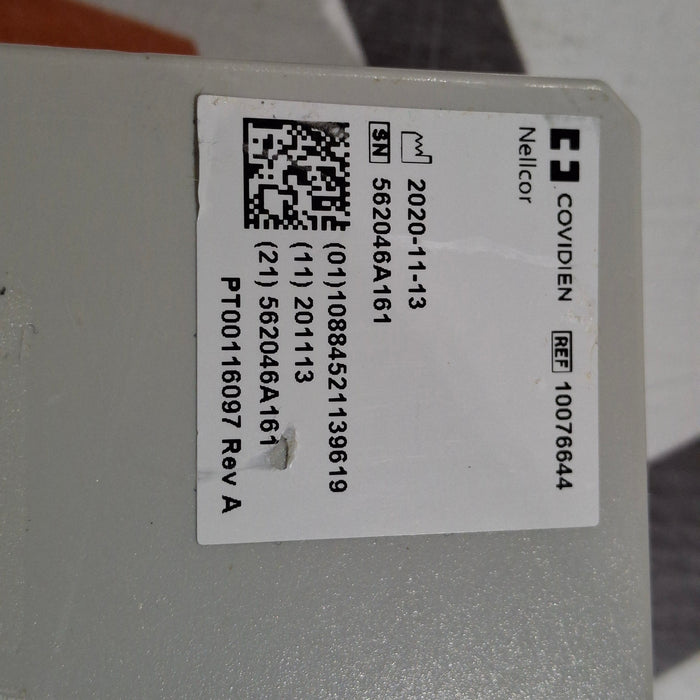 COVIDIEN REF 10076644
Nellcor
2020-11-13
SN 562046A161
(01)10884521139619
(11) 201113
(21) 562046A161
PT00116097 Rev A